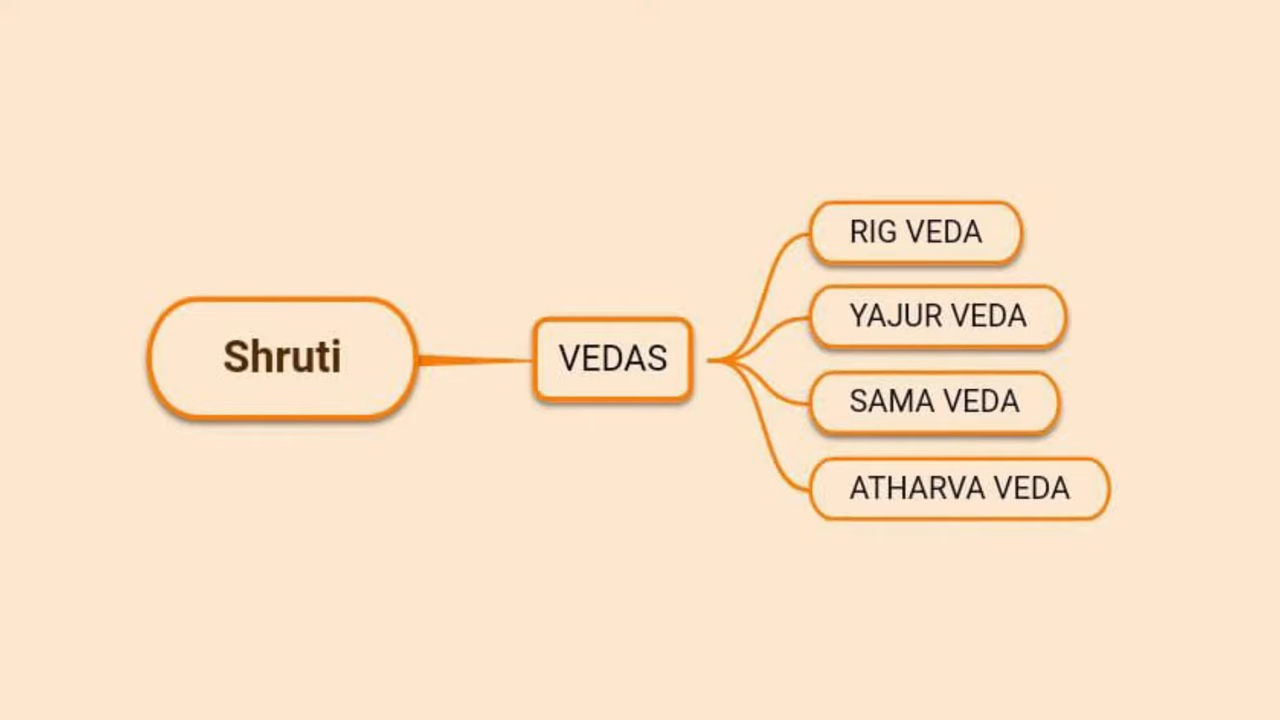 Shruti
VEDAS
RIG VEDA
YAJUR VEDA
SAMA VEDA
ATHARVA VEDA